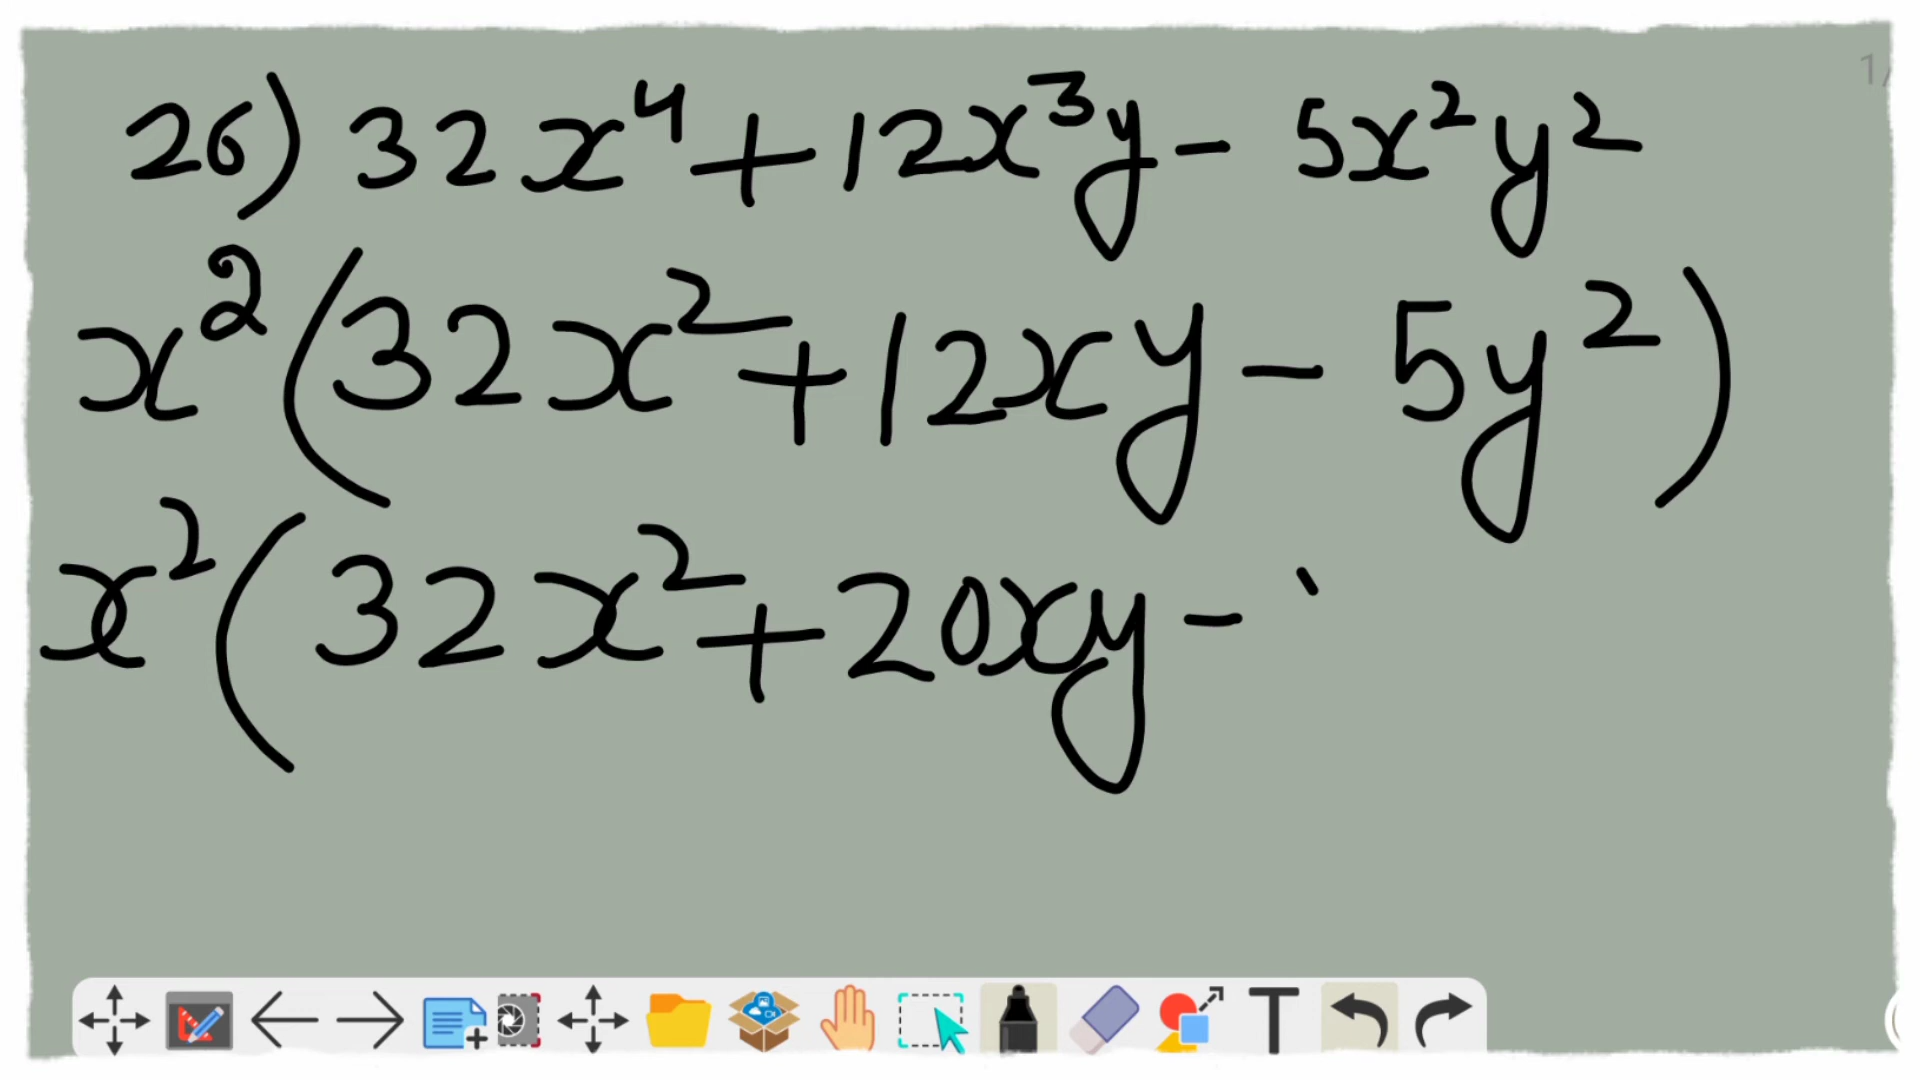 26) 32x⁴+12x³y- 5x²y²
x²(32x²+12xy- 5y²)
x²(32x²+20xy-